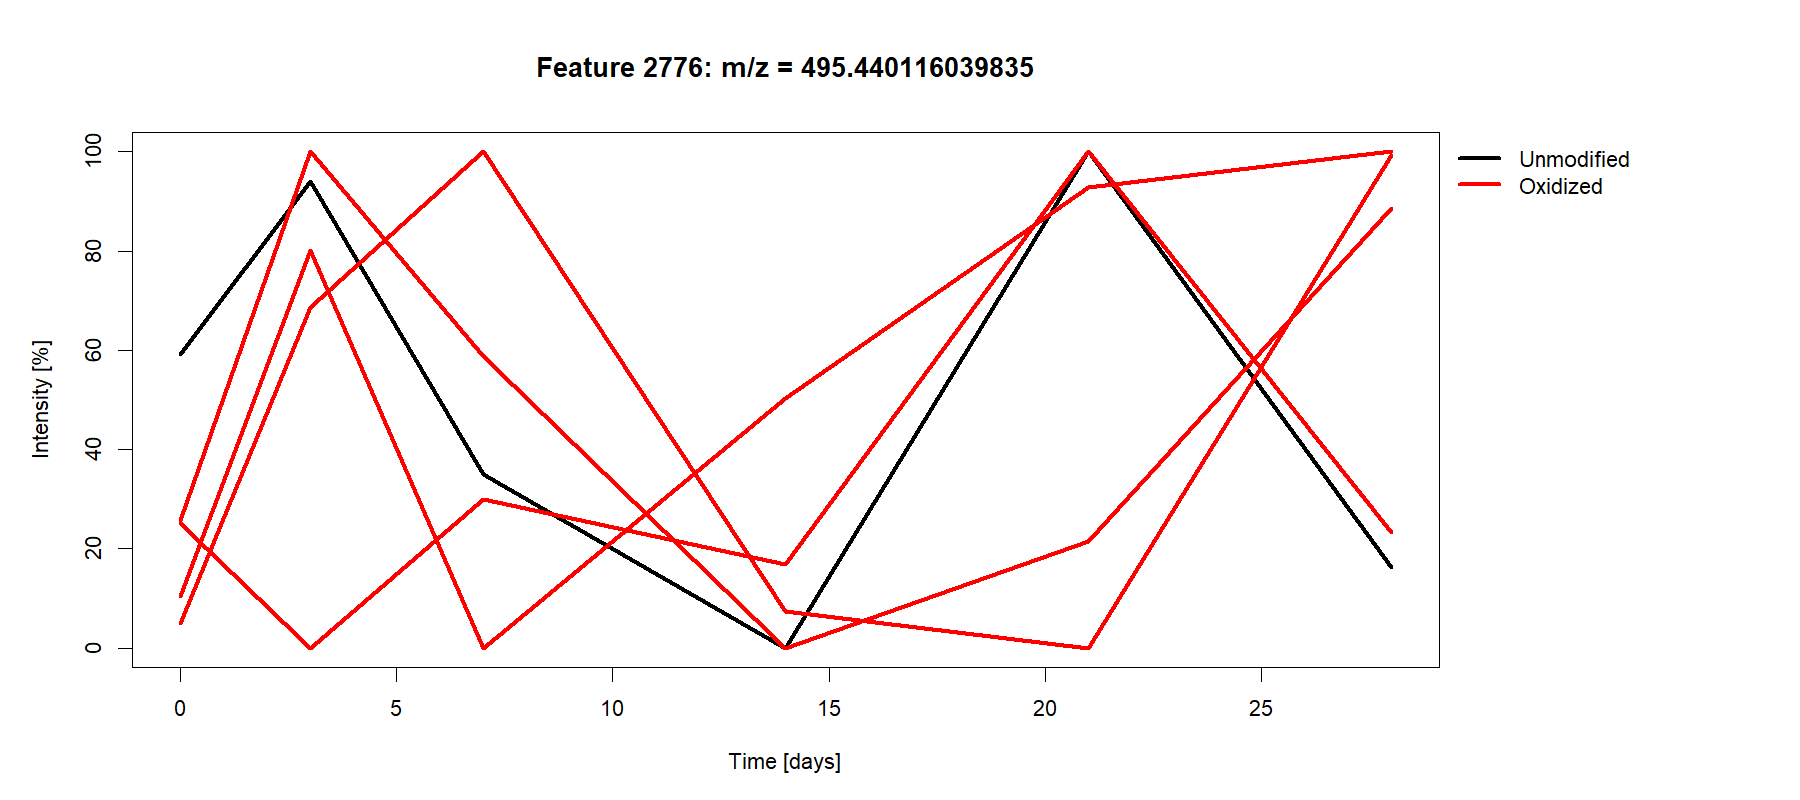 Feature 2776: m/z = 495.440116039835
Unmodified
Oxidized
100
80
60
40
20
0
Intensity [%]
0 5 10 15 20 25
Time [days]